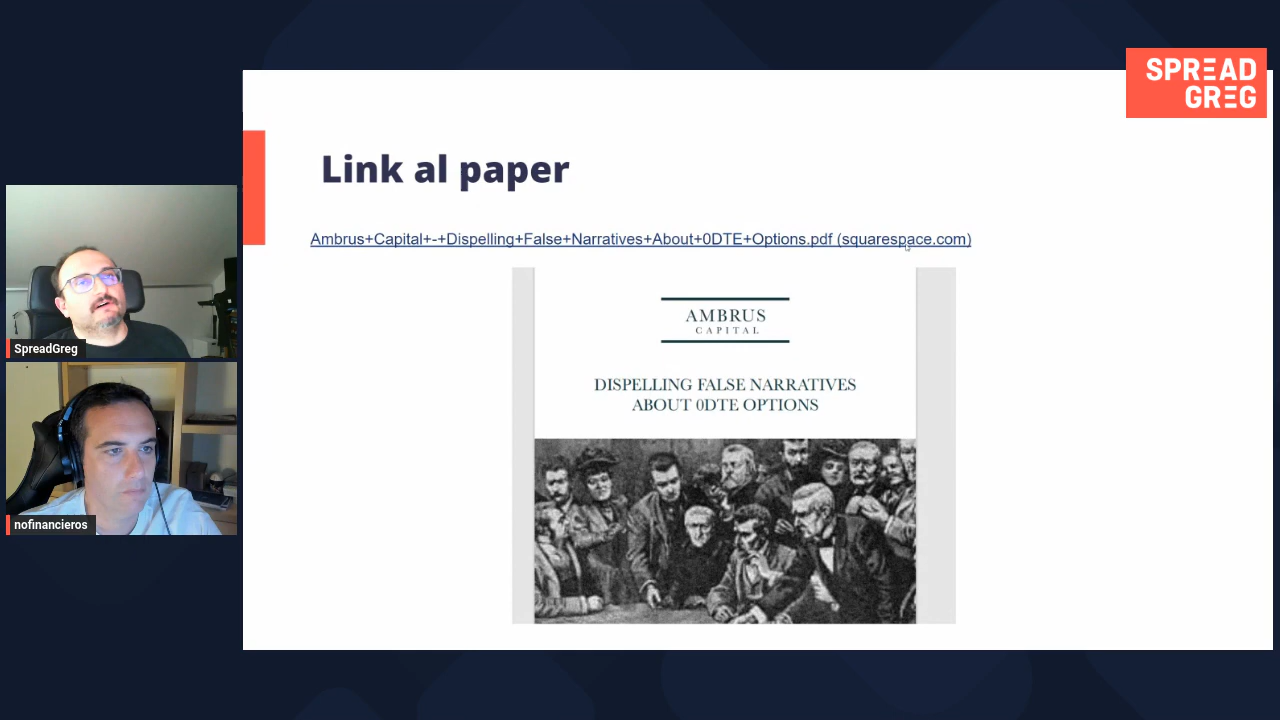 SPREAD
GREG
Link al paper
Ambrus+Capital+-+Dispelling+False+Narratives+About+0DTE+Options.pdf (squarespace.com)
AMBRUS
CAPITAL
DISPELLING FALSE NARRATIVES
ABOUT 0DTE OPTIONS
SpreadGreg
nofinancieros